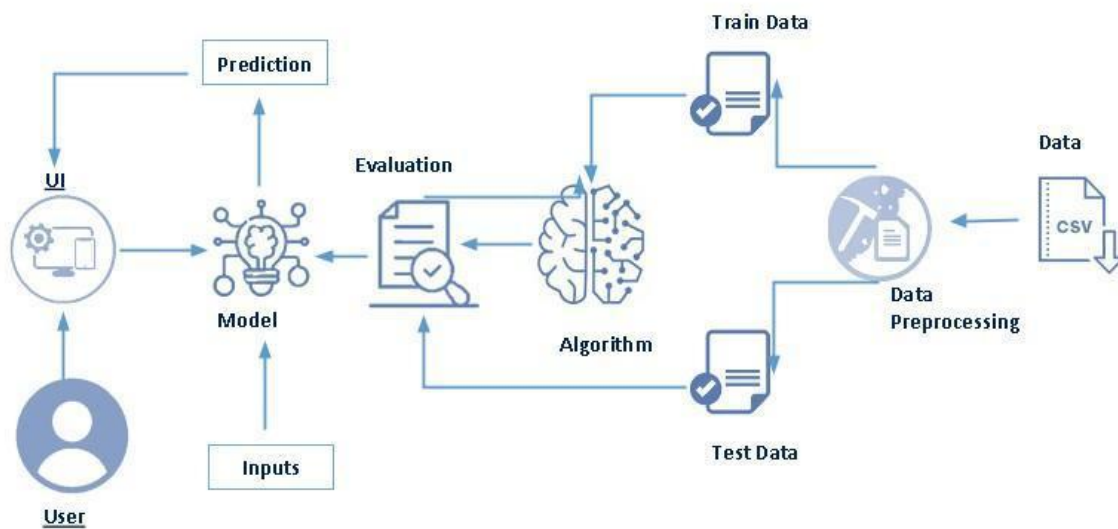 Train Data
Prediction
Data
Evaluation
UI
CSV
Model
Data
Preprocessing
Algorithm
Inputs
Test Data
User